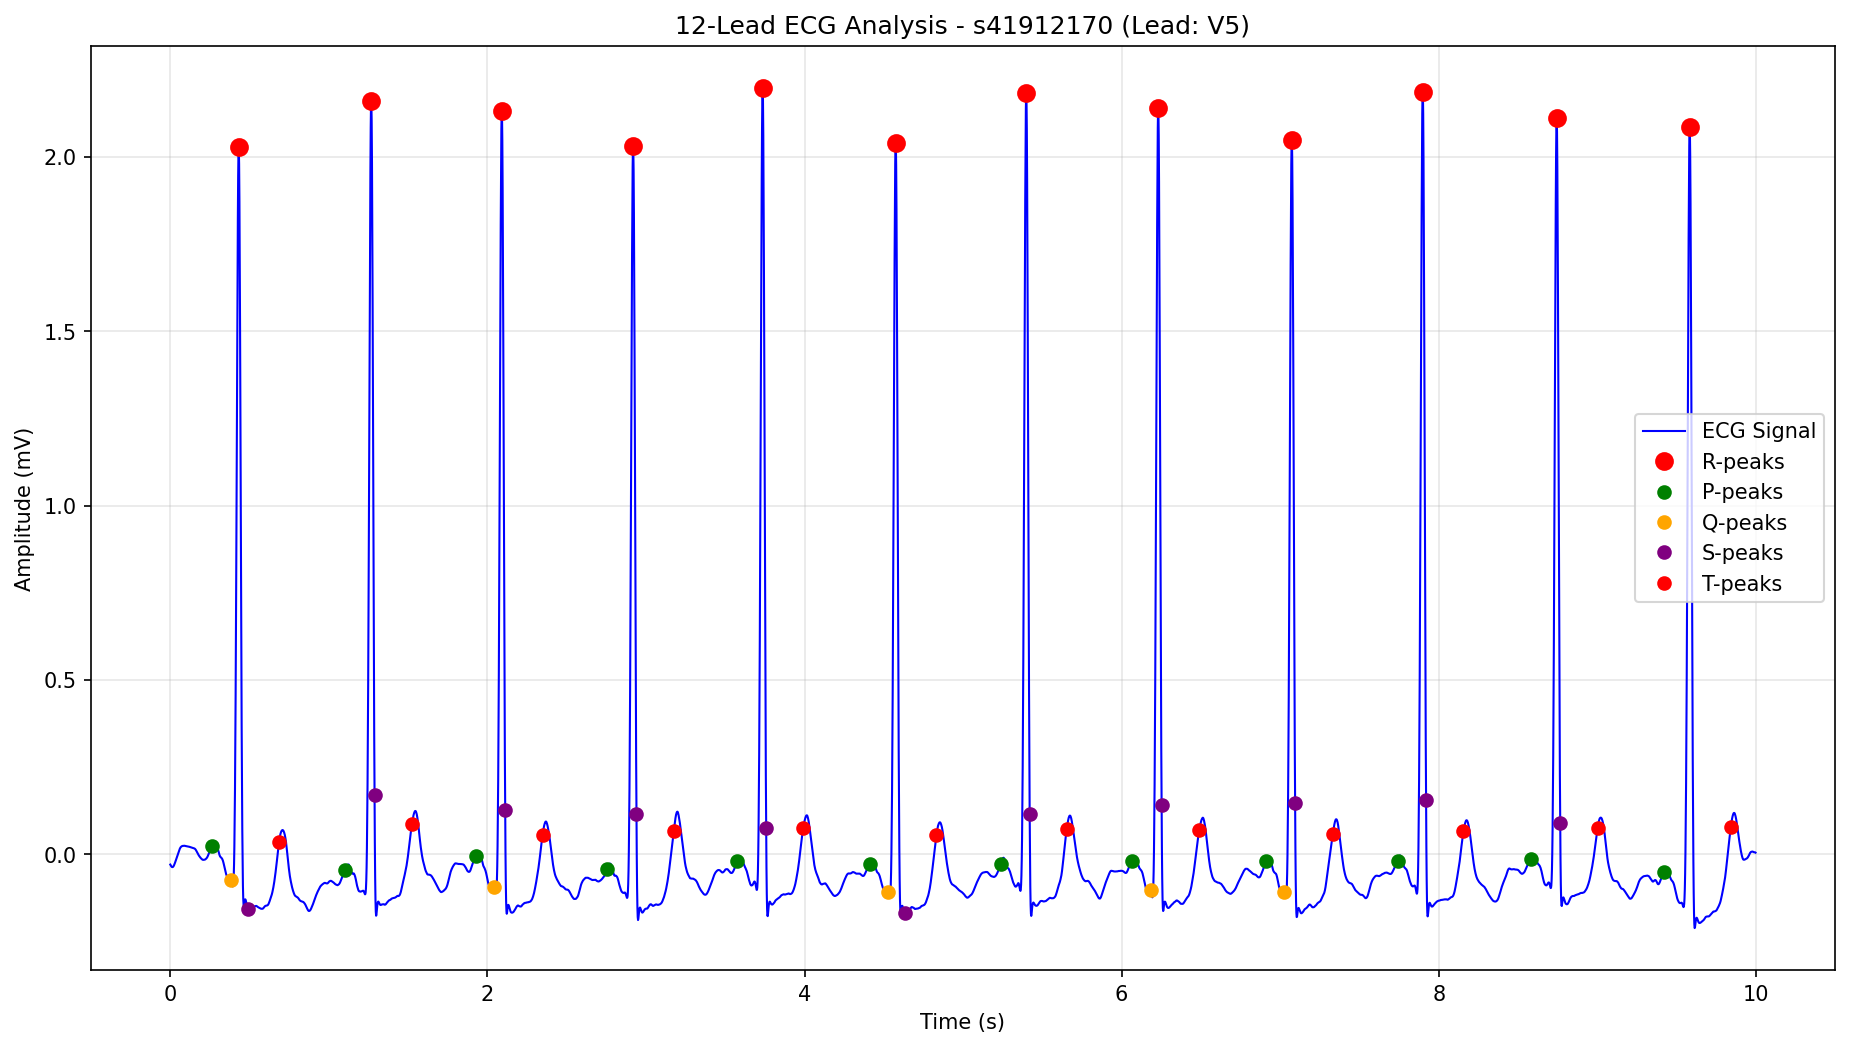 12-Lead ECG Analysis - s41912170 (Lead: V5)
Amplitude (mV)
2.0
1.5
1.0
0.5
0.0
ECG Signal
R-peaks
P-peaks
Q-peaks
S-peaks
T-peaks
0 2 4 6 8 10
Time (s)